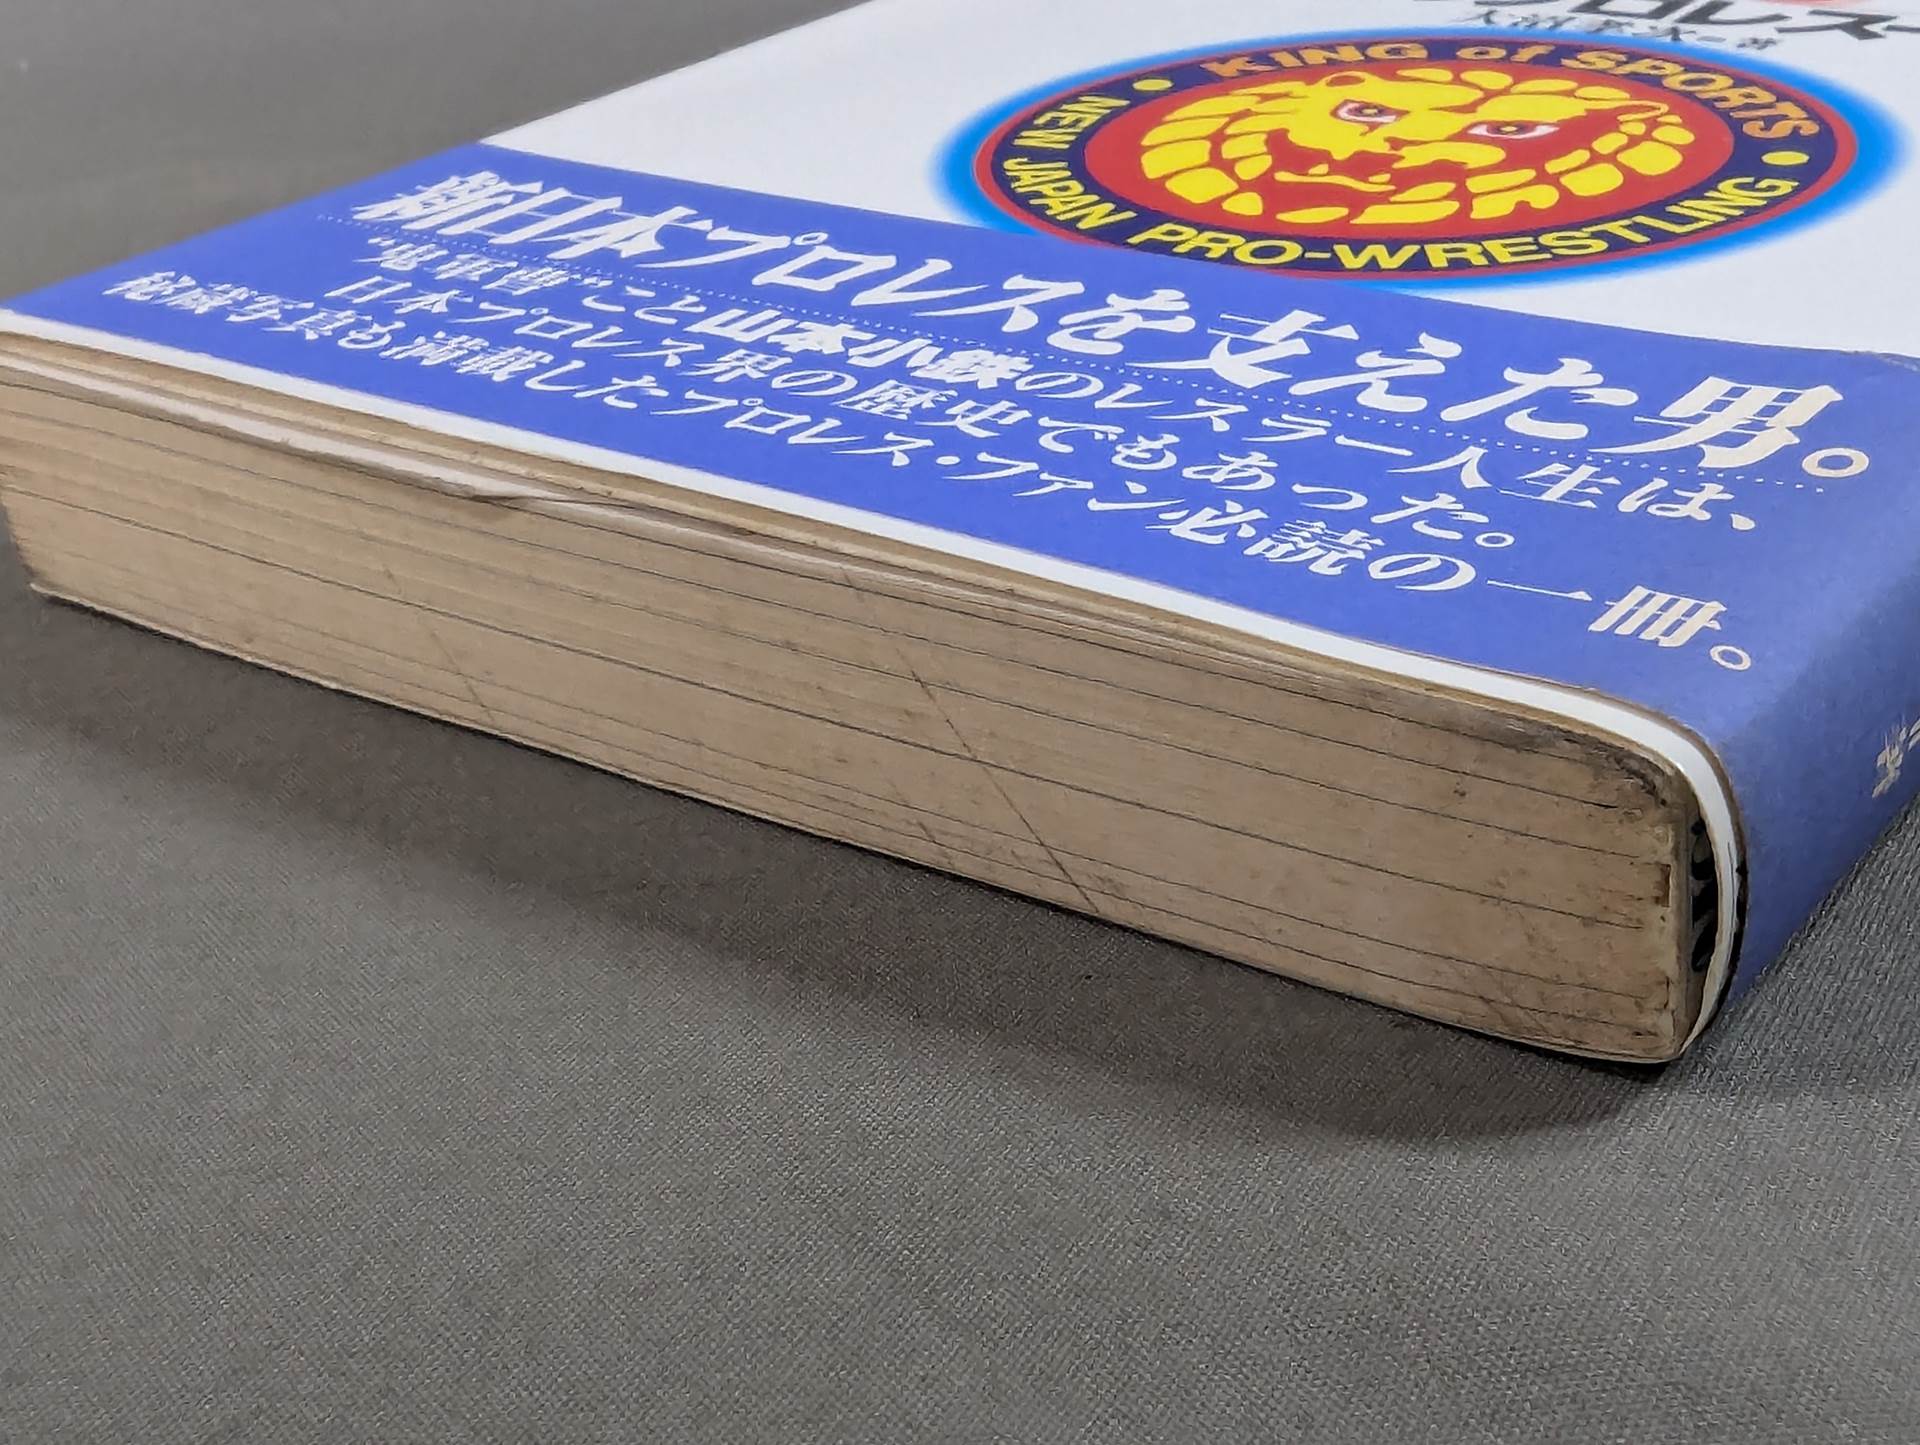 プロレス
KING of SPORTS
NEW JAPAN PRO-WRESTLING
新日本プロレスを支えた男。
“鬼軍曹”こと山本小鉄のレスラー人生は、
日本プロレス界の歴史でもあった。
秘蔵写真も満載したプロレス・ファン必読の一冊。